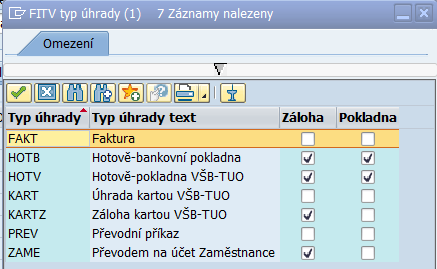 FITV typ úhrady (1) 7 Záznamy nalezeny
Omezení
Typ úhrady Typ úhrady text Záloha Pokladna
FAKT Faktura
HOTB Hotově-bankovní pokladna
HOTV Hotově-pokladna VŠB-TUO
KART Úhrada kartou VŠB-TUO
KARTZ Záloha kartou VŠB-TUO
PREV Převodní příkaz
ZAME Převodem na účet Zaměstnance